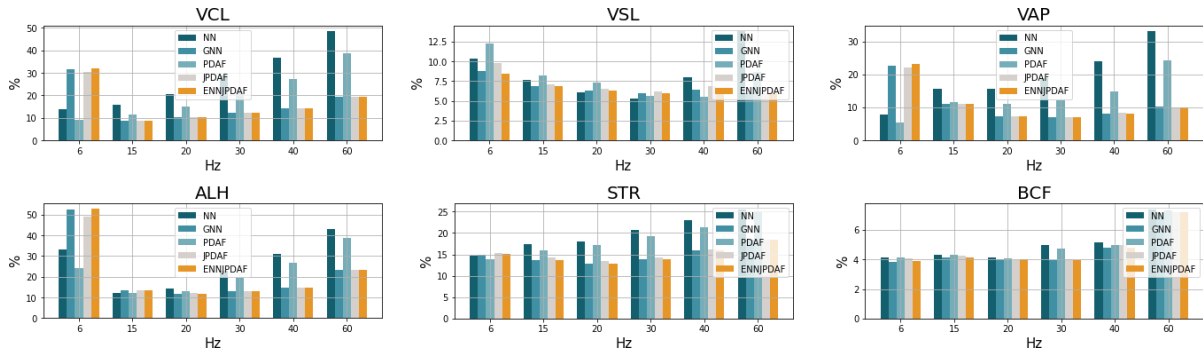 VCL
50
40
30
20
10
0
%
NN
GNN
PDAF
JPDAF
ENNJPDAF
6 15 20 30 40 60
Hz
VSL
12.5
10.0
7.5
5.0
2.5
0.0
%
NN
GNN
PDAF
JPDAF
ENNJPDAF
6 15 20 30 40 60
Hz
VAP
30
20
10
0
%
NN
GNN
PDAF
JPDAF
ENNJPDAF
6 15 20 30 40 60
Hz
ALH
50
40
30
20
10
0
%
NN
GNN
PDAF
JPDAF
ENNJPDAF
6 15 20 30 40 60
Hz
STR
25
20
15
10
5
0
%
NN
GNN
PDAF
JPDAF
ENNJPDAF
6 15 20 30 40 60
Hz
BCF
6
4
2
0
%
NN
GNN
PDAF
JPDAF
ENNJPDAF
6 15 20 30 40 60
Hz